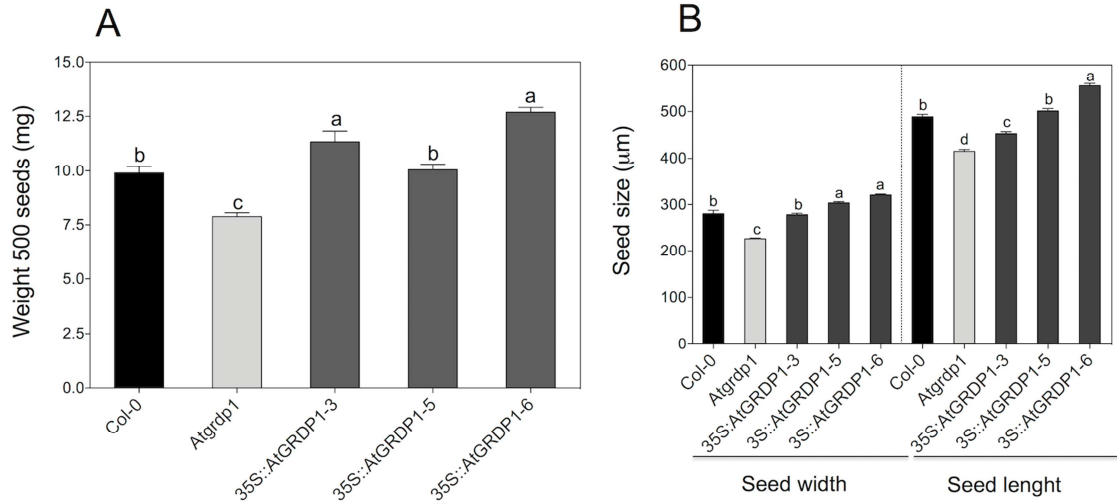 A
Weight 500 seeds (mg)
15.0
12.5
10.0
7.5
5.0
2.5
0.0
b
c
a
b
a
Col-0
Atgrdp1
35S::AtGRDP1-3
35S::AtGRDP1-5
35S::AtGRDP1-6
B
Seed size (μm)
600
500
400
300
200
100
0
b
c
b
a
a
b
d
c
b
a
Col-0
Atgrdp1
35S:AtGRDP1-3
3S::AtGRDP1-5
3S::AtGRDP1-6
Col-0
Atgrdp1
35S:AtGRDP1-3
3S::AtGRDP1-5
3S::AtGRDP1-6
Seed width
Seed lenght